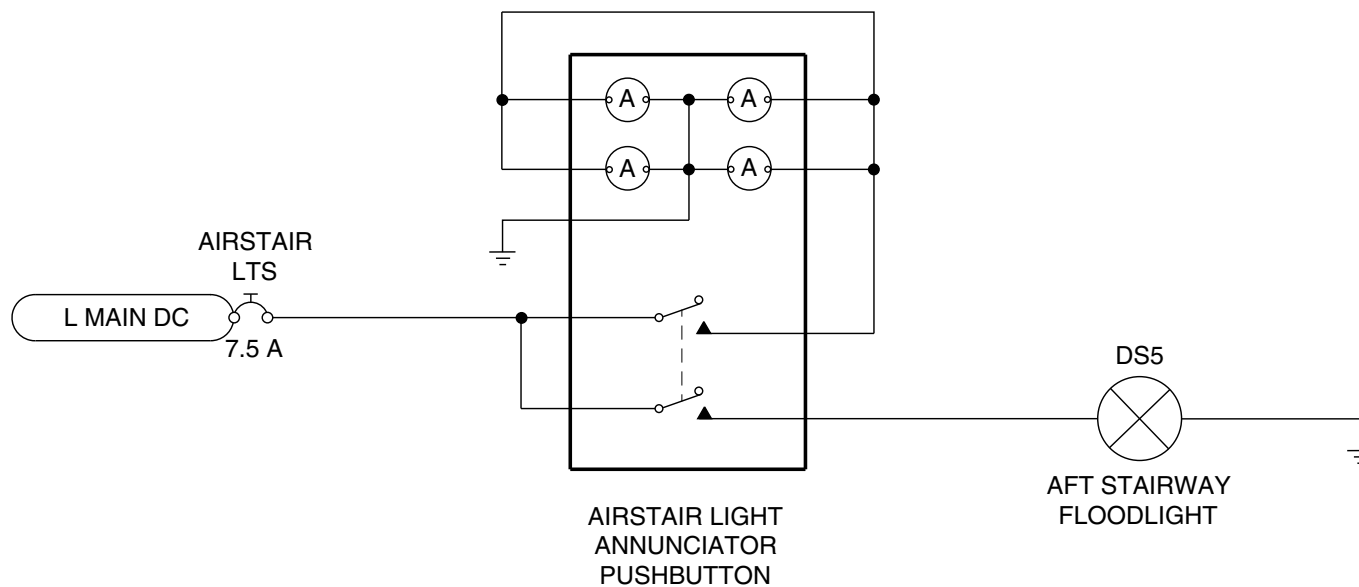 A
A
A
A
AIRSTAIR
LTS
L MAIN DC
7.5 A
DS5
AFT STAIRWAY
FLOODLIGHT
AIRSTAIR LIGHT
ANNUNCIATOR
PUSHBUTTON